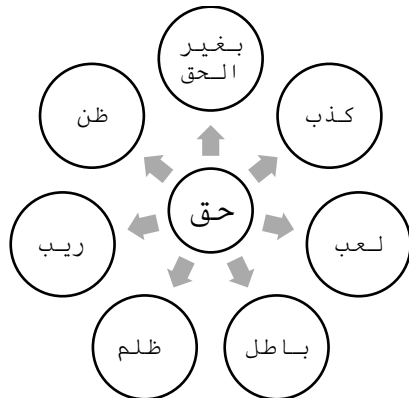 بغير
الحق
ظن
كذب
حق
ريب
لعب
ظلم
باطل